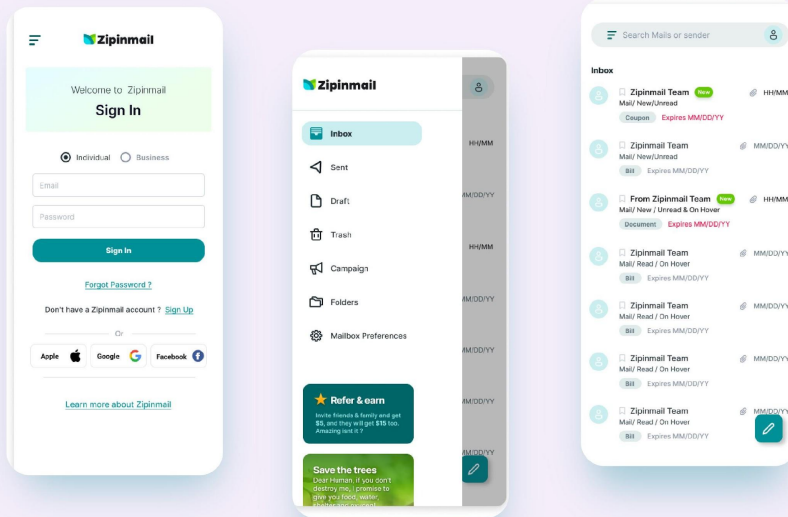 Zipinmail
Welcome to Zipinmail
Sign In
Individual
Business
Email
Password
Sign In
Forgot Password ?
Don't have a Zipinmail account ? Sign Up
Or
Apple
Google
Facebook
Learn more about Zipinmail
Zipinmail
Inbox
Sent
Draft
Trash
Campaign
Folders
Mailbox Preferences
Refer & earn
Invite friends & family and get
$5, and they will get $15 too.
Amazing isnt it ?
Save the trees
Dear Human, if you don't
destroy me, I promise to
give you food, water,
HH/MM
MM/DD/YY
HH/MM
MM/DD/YY
MM/DD/YY
MM/DD/YY
MM/DD/YY
Search Mails or sender
Inbox
Zipinmail Team New HH/MM
Mail/ New/Unread
Coupon Expires MM/DD/YY
Zipinmail Team MM/DD/YY
Mail/ New/Unread
Bill Expires MM/DD/YY
From Zipinmail Team New HH/MM
Mail/ New / Unread & On Hover
Document Expires MM/DD/YY
Zipinmail Team MM/DD/YY
Mail/ Read / On Hover
Bill Expires MM/DD/YY
Zipinmail Team MM/DD/YY
Mail/ Read / On Hover
Bill Expires MM/DD/YY
Zipinmail Team MM/DD/YY
Mail/ Read / On Hover
Bill Expires MM/DD/YY
Zipinmail Team MM/DD/YY
Mail/ Read / On Hover
Bill Expires MM/DD/YY